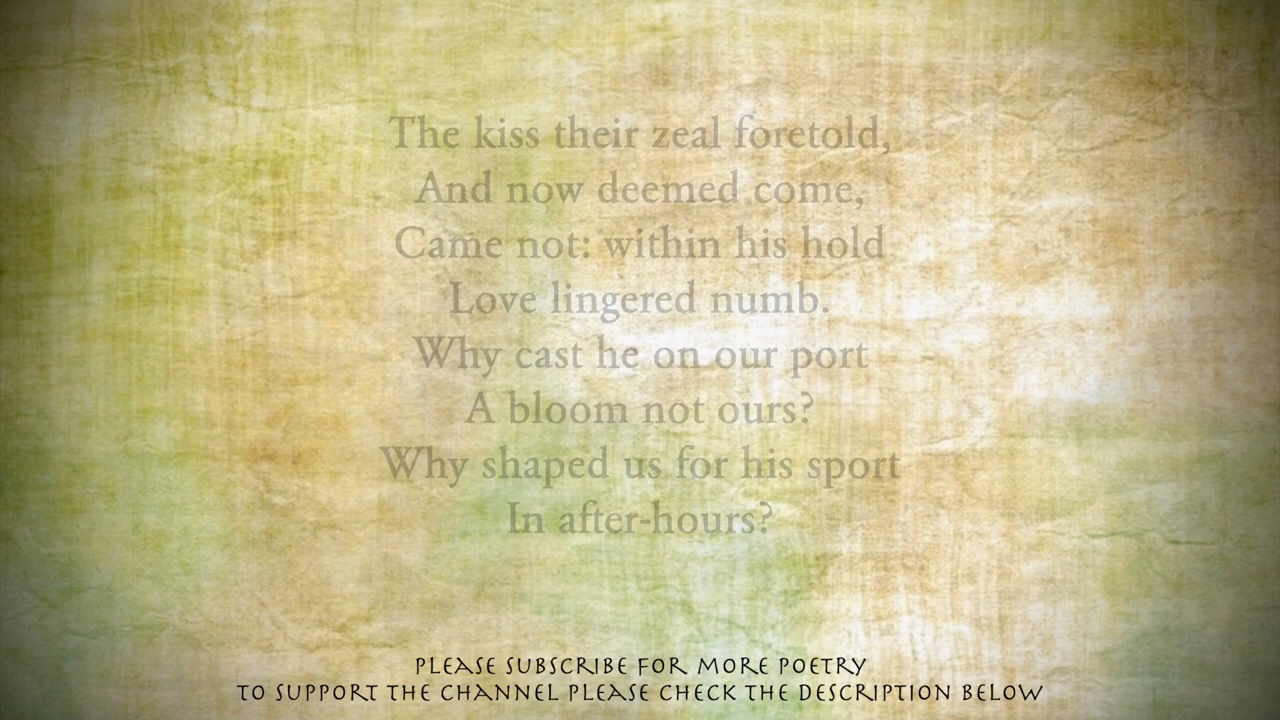 The kiss their zeal foretold,
And now deemed come,
Came not: within his hold
Love lingered numb.
Why cast he on our port
A bloom not ours?
Why shaped us for his sport
In after-hours?
PLEASE SUBSCRIBE FOR MORE POETRY
TO SUPPORT THE CHANNEL PLEASE CHECK THE DESCRIPTION BELOW